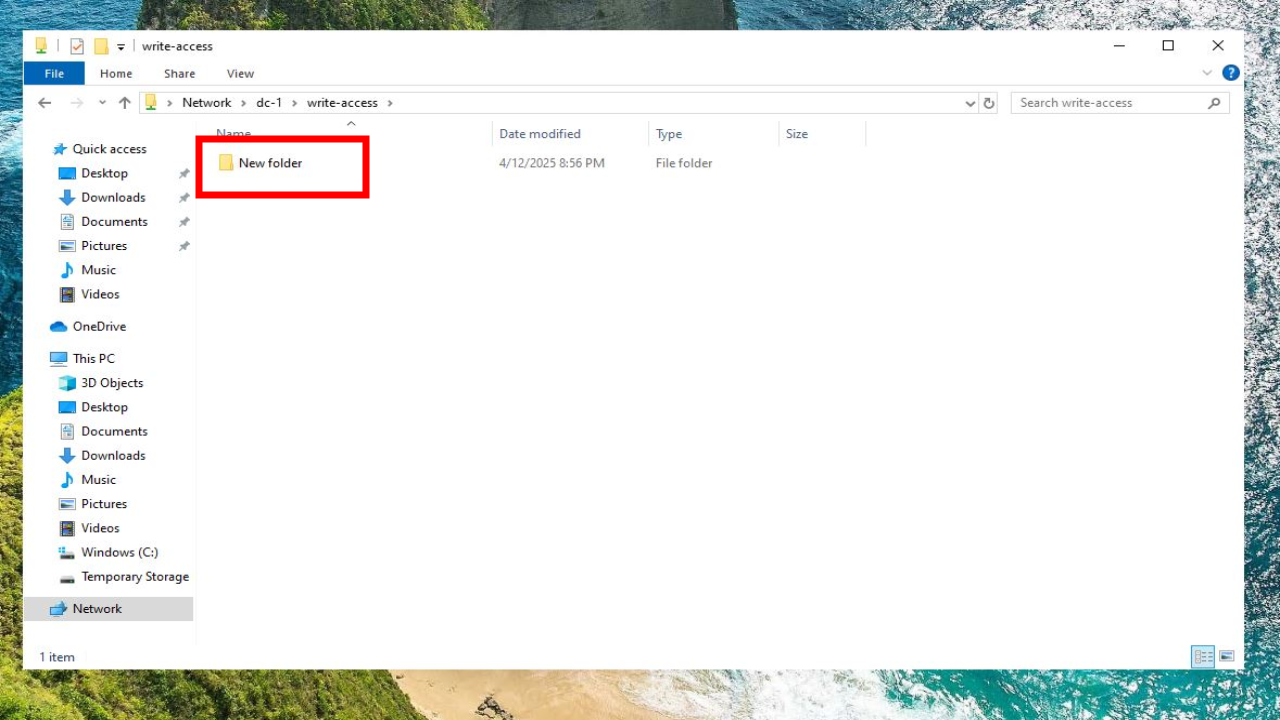 write-access
File Home Share View
Network dc-1 write-access
Search write-access
Name Date modified Type Size
New folder 4/12/2025 8:56 PM File folder
Quick access
Desktop
Downloads
Documents
Pictures
Music
Videos
OneDrive
This PC
3D Objects
Desktop
Documents
Downloads
Music
Pictures
Videos
Windows (C:)
Temporary Storage
Network
1 item